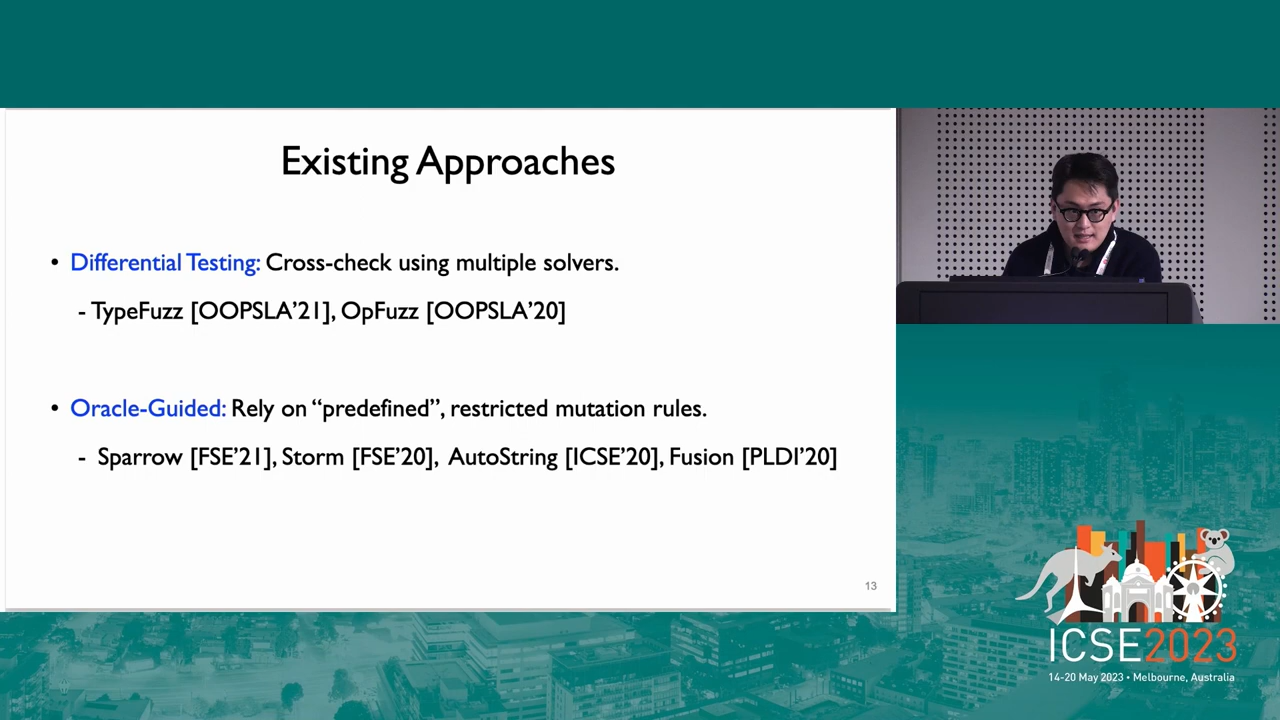 Existing Approaches
• Differential Testing: Cross-check using multiple solvers.
- TypeFuzz [OOPSLA’21], OpFuzz [OOPSLA’20]
• Oracle-Guided: Rely on “predefined”, restricted mutation rules.
- Sparrow [FSE’21], Storm [FSE’20], AutoString [ICSE’20], Fusion [PLDI’20]
13
ICSE2023
14-20 May 2023 • Melbourne, Australia